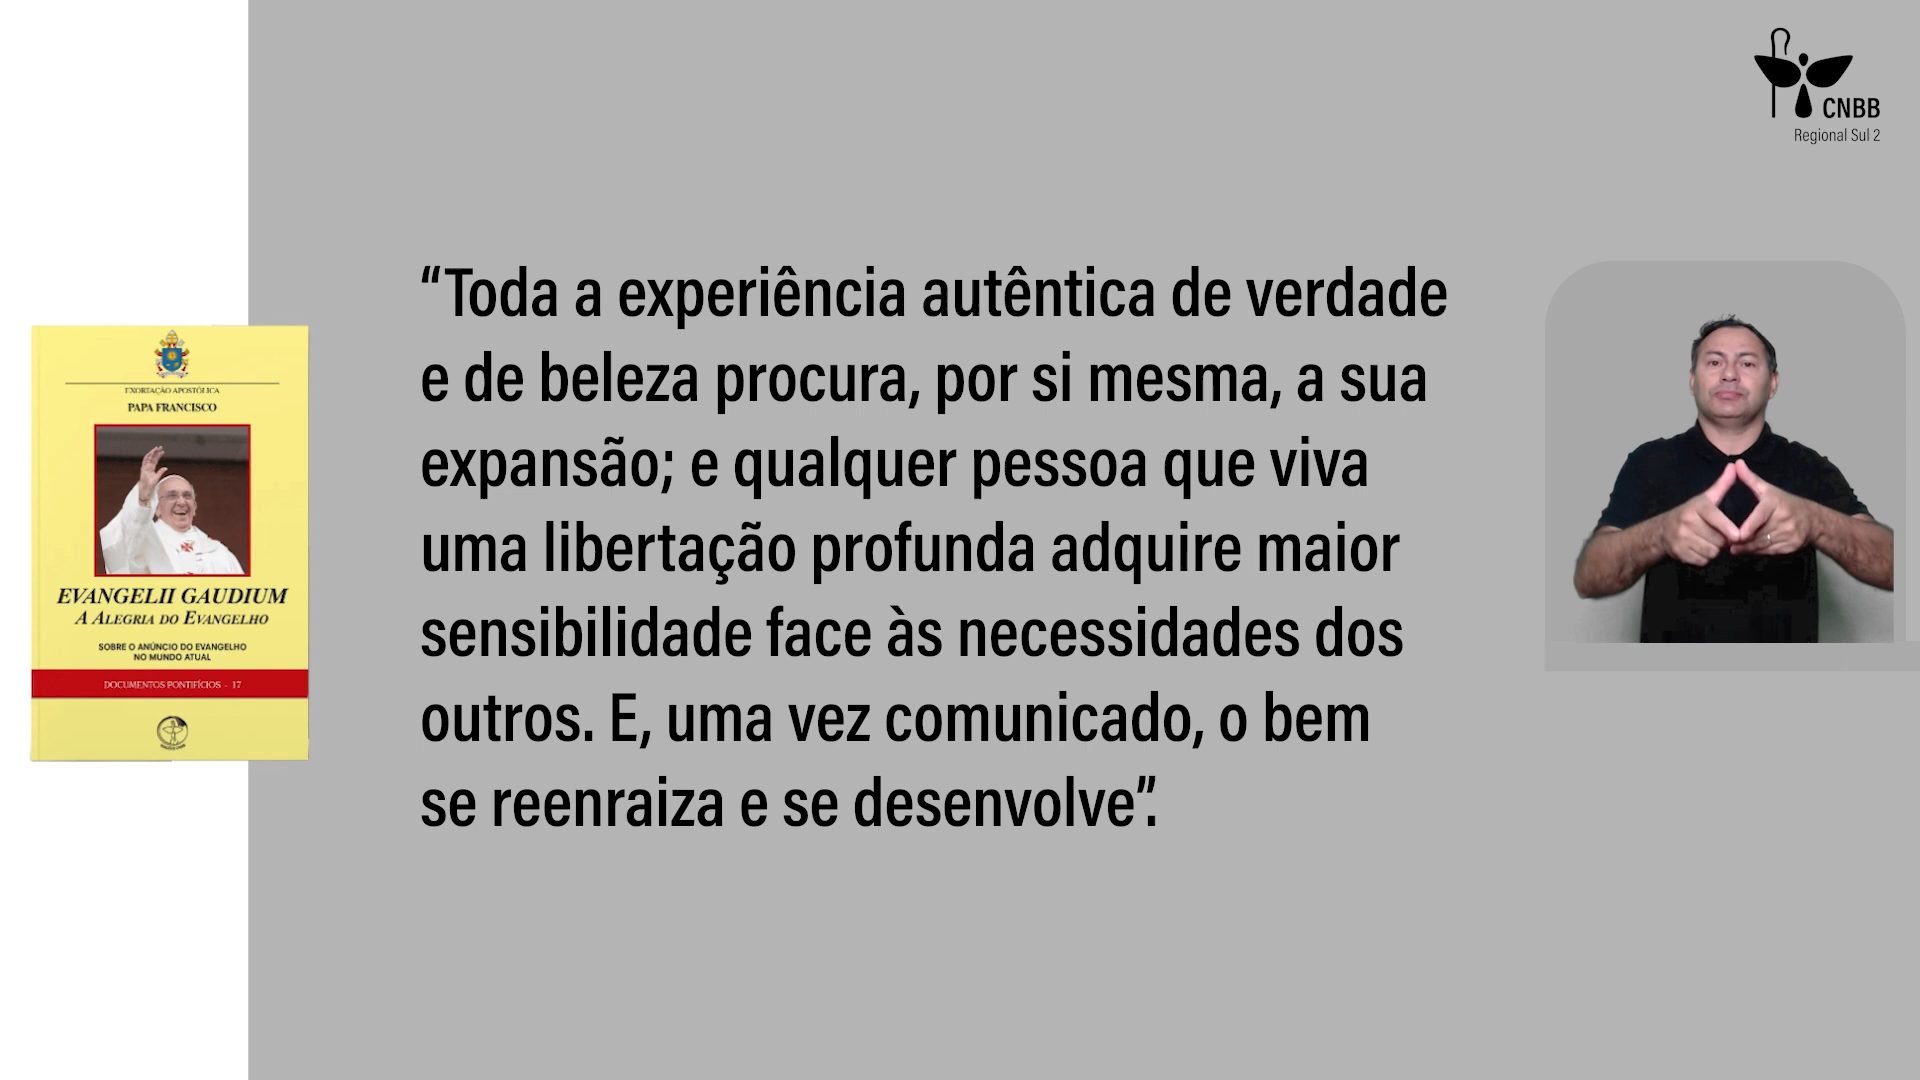 CNBB
Regional Sul 2
“Toda a experiência autêntica de verdade
e de beleza procura, por si mesma, a sua
expansão; e qualquer pessoa que viva
uma libertação profunda adquire maior
sensibilidade face às necessidades dos
outros. E, uma vez comunicado, o bem
se reenraiza e se desenvolve”.
EXORTAÇÃO APOSTÓLICA
PAPA FRANCISCO
EVANGELII GAUDIUM
A ALEGRIA DO EVANGELHO
SOBRE O ANÚNCIO DO EVANGELHO
NO MUNDO ATUAL
DOCUMENTOS PONTIFÍCIOS - 17